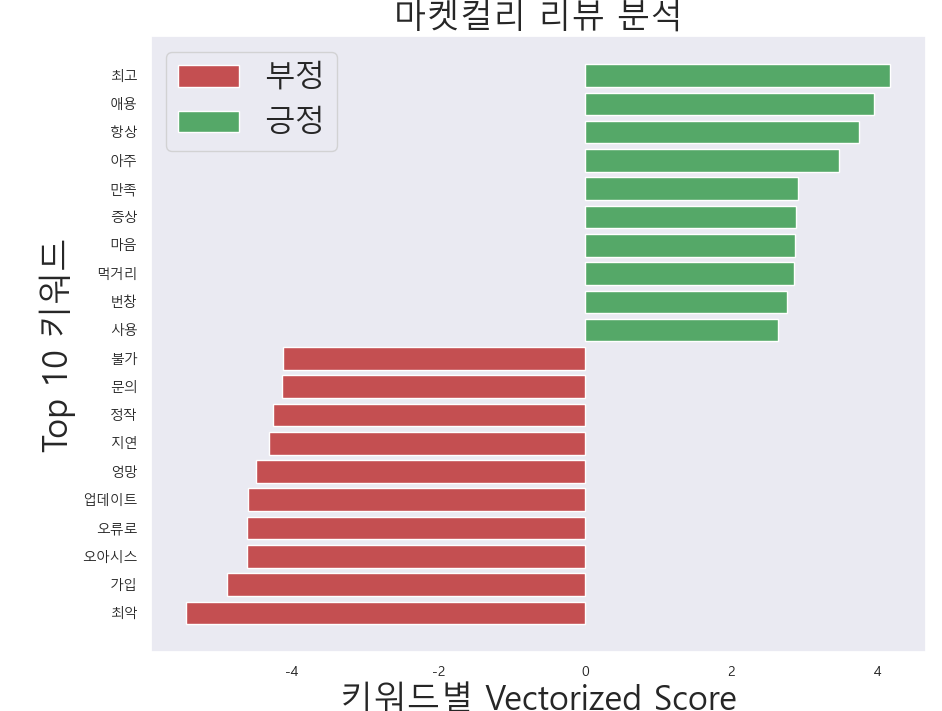 마켓컬리 리뷰 분석
부정
긍정
Top 10 키워드
최고
애용
항상
아주
만족
증상
마음
먹거리
번창
사용
불가
문의
정작
지연
엉망
업데이트
오류로
오아시스
가입
최악
-4
-2
0
2
4
키워드별 Vectorized Score